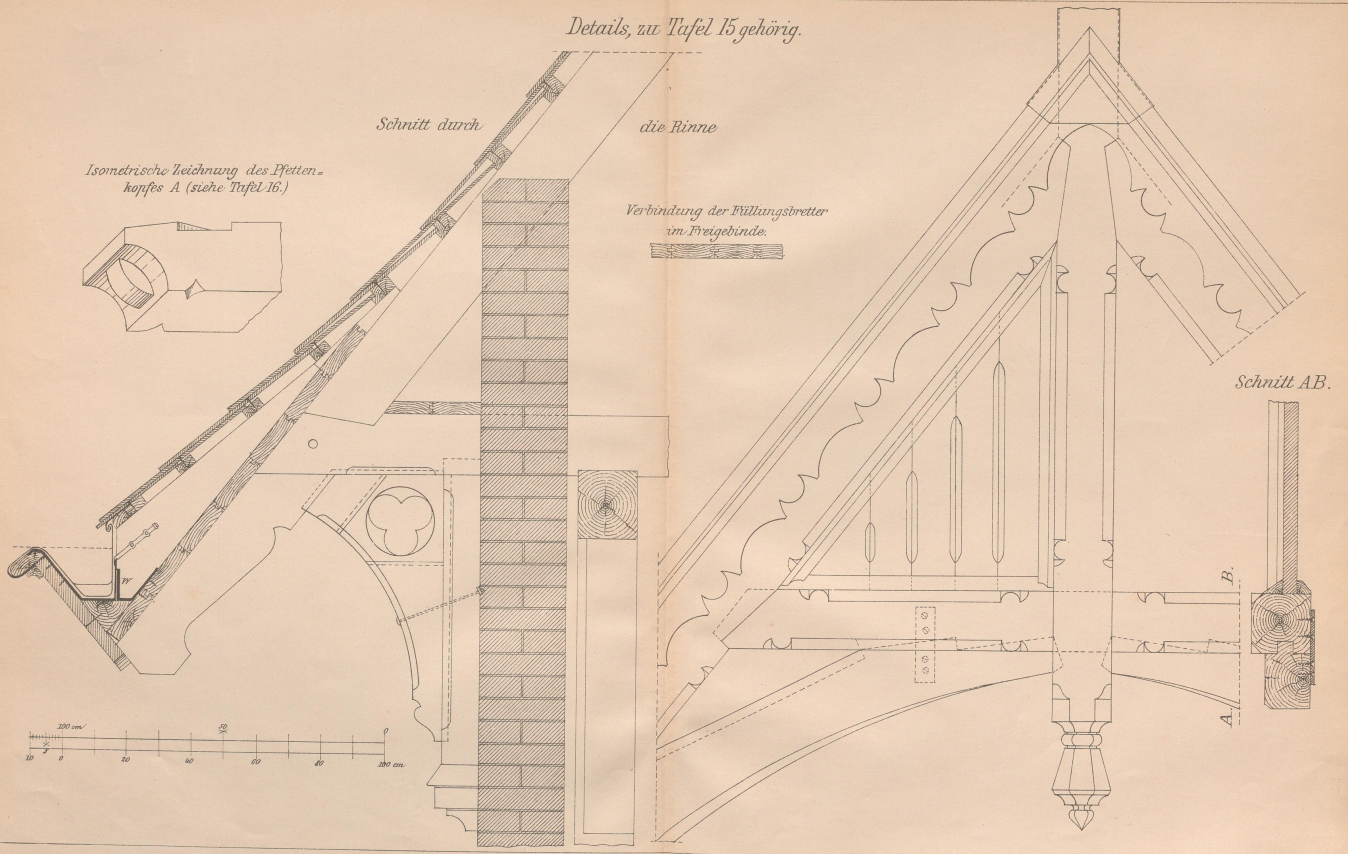 Details, zu Tafel 15 gehörig.
Schnitt durch die Rinne
Isometrische Zeichnung des Pfetten=
kopfes A (siehe Tafel 16.)
Verbindung der Füllungsbretter
im Freigebinde.
Schnitt AB.
W
B.
A.
100 cm 50 0
10 5 0 20 40 60 80 100 cm